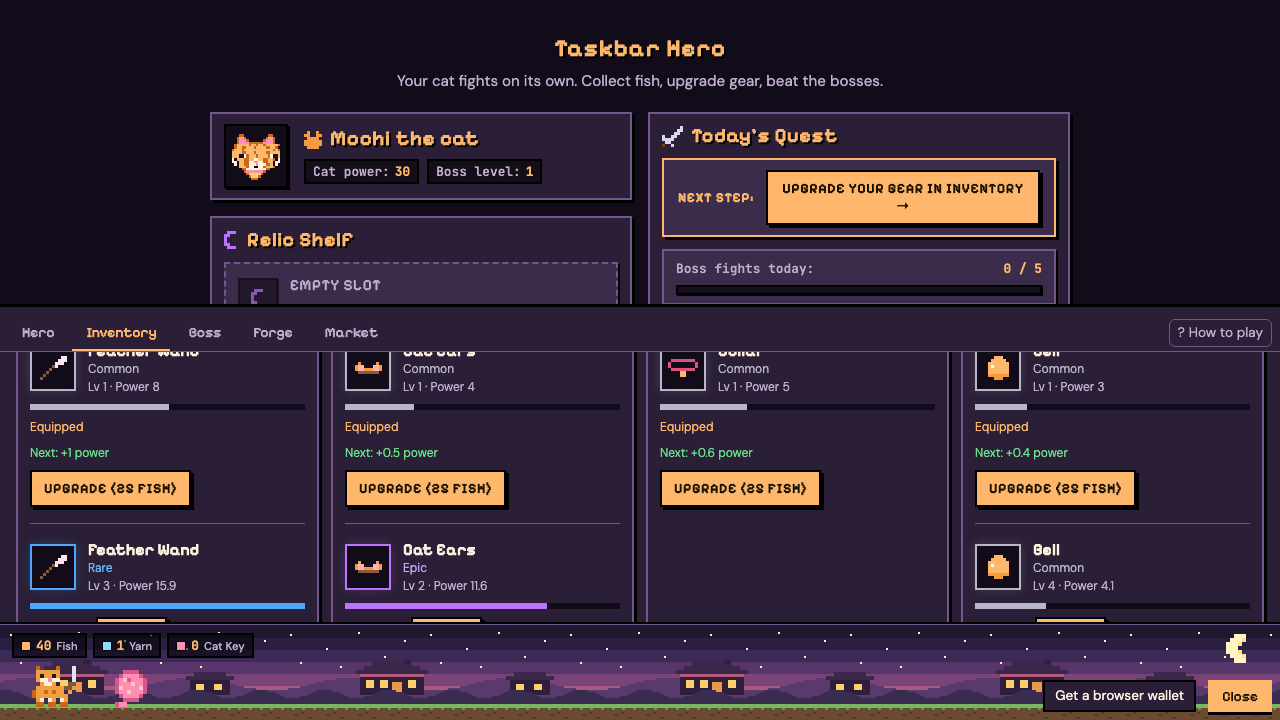 Taskbar Hero
Your cat fights on its own. Collect fish, upgrade gear, beat the bosses.
Mochi the cat
Cat power: 30
Boss level: 1
Relic Shelf
EMPTY SLOT
Today's Quest
NEXT STEP:
UPGRADE YOUR GEAR IN INVENTORY
→
Boss fights today:
0 / 5
Hero
Inventory
Boss
Forge
Market
? How to play
Feather Wand
Common
Lv 1 · Power 8
Equipped
Next: +1 power
UPGRADE (25 FISH)
Feather Wand
Rare
Lv 3 · Power 15.9
Cat Ears
Common
Lv 1 · Power 4
Equipped
Next: +0.5 power
UPGRADE (25 FISH)
Cat Ears
Epic
Lv 2 · Power 11.6
Collar
Common
Lv 1 · Power 5
Equipped
Next: +0.6 power
UPGRADE (25 FISH)
Bell
Common
Lv 1 · Power 3
Equipped
Next: +0.4 power
UPGRADE (25 FISH)
Bell
Common
Lv 4 · Power 4.1
40 Fish
1 Yarn
0 Cat Key
Get a browser wallet
Close